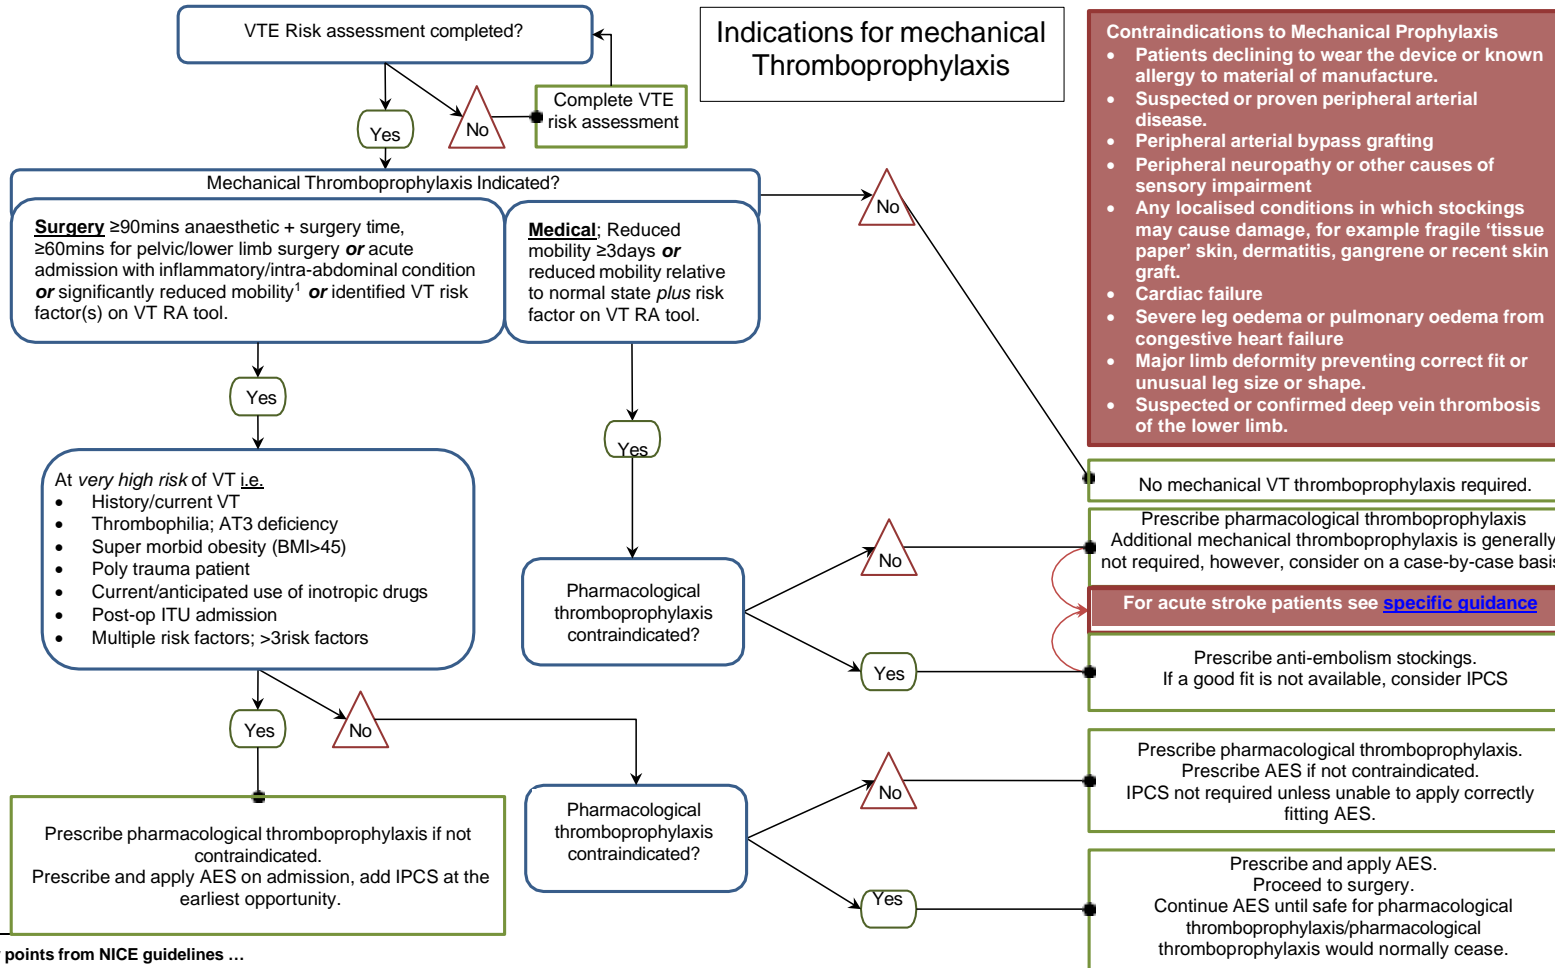 VTE Risk assessment completed?
Indications for mechanical
Thromboprophylaxis
Contraindications to Mechanical Prophylaxis
• Patients declining to wear the device or known
allergy to material of manufacture.
• Suspected or proven peripheral arterial
disease.
• Peripheral arterial bypass grafting
• Peripheral neuropathy or other causes of
sensory impairment
• Any localised conditions in which stockings
may cause damage, for example fragile ‘tissue
paper’ skin, dermatitis, gangrene or recent skin
graft.
• Cardiac failure
• Severe leg oedema or pulmonary oedema from
congestive heart failure
• Major limb deformity preventing correct fit or
unusual leg size or shape.
• Suspected or confirmed deep vein thrombosis
of the lower limb.
Yes
No
Complete VTE
risk assessment
Mechanical Thromboprophylaxis Indicated?
No
Surgery ≥90mins anaesthetic + surgery time,
≥60mins for pelvic/lower limb surgery or acute
admission with inflammatory/intra-abdominal condition
or significantly reduced mobility1 or identified VT risk
factor(s) on VT RA tool.
Medical; Reduced
mobility ≥3days or
reduced mobility relative
to normal state plus risk
factor on VT RA tool.
Yes
Yes
No mechanical VT thromboprophylaxis required.
At very high risk of VT i.e.
• History/current VT
• Thrombophilia; AT3 deficiency
• Super morbid obesity (BMI>45)
• Poly trauma patient
• Current/anticipated use of inotropic drugs
• Post-op ITU admission
• Multiple risk factors; >3risk factors
Pharmacological
thromboprophylaxis
contraindicated?
No
Prescribe pharmacological thromboprophylaxis
Additional mechanical thromboprophylaxis is generally
not required, however, consider on a case-by-case basis
For acute stroke patients see specific guidance
Yes
Prescribe anti-embolism stockings.
If a good fit is not available, consider IPCS
Yes
No
Prescribe pharmacological thromboprophylaxis if not
contraindicated.
Prescribe and apply AES on admission, add IPCS at the
earliest opportunity.
Pharmacological
thromboprophylaxis
contraindicated?
No
Prescribe pharmacological thromboprophylaxis.
Prescribe AES if not contraindicated.
IPCS not required unless unable to apply correctly
fitting AES.
Yes
Prescribe and apply AES.
Proceed to surgery.
Continue AES until safe for pharmacological
thromboprophylaxis/pharmacological
thromboprophylaxis would normally cease.
points from NICE guidelines …